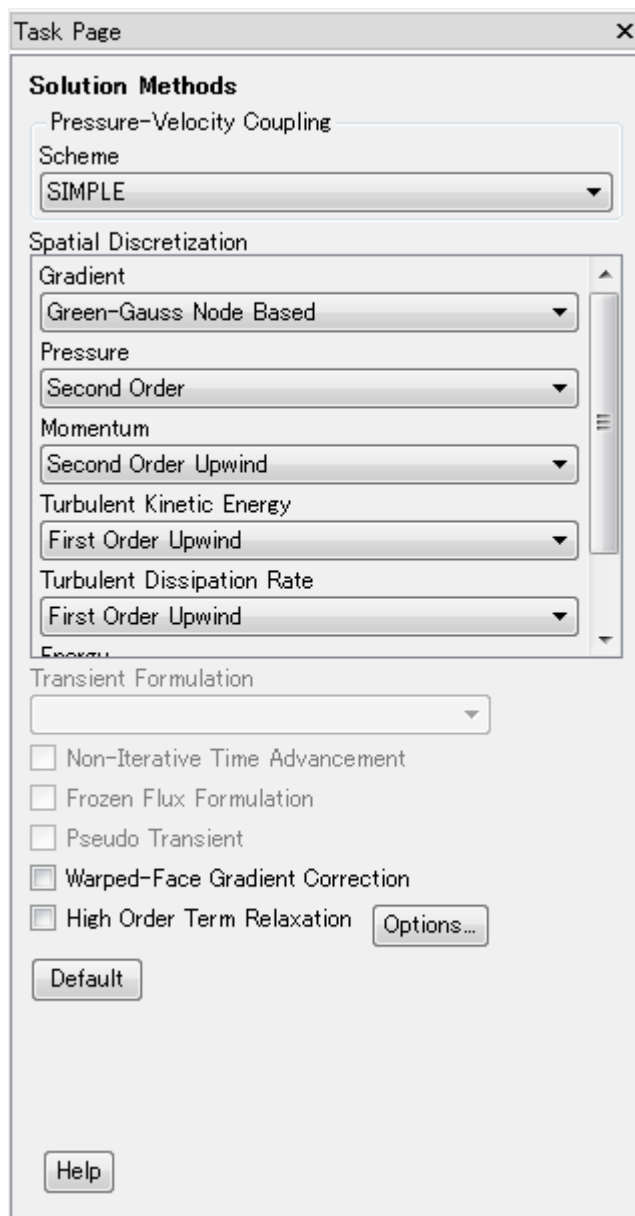 Task Page
Solution Methods
Pressure-Velocity Coupling
Scheme
SIMPLE
Spatial Discretization
Gradient
Green-Gauss Node Based
Pressure
Second Order
Momentum
Second Order Upwind
Turbulent Kinetic Energy
First Order Upwind
Turbulent Dissipation Rate
First Order Upwind
Energy
Transient Formulation
Non-Iterative Time Advancement
Frozen Flux Formulation
Pseudo Transient
Warped-Face Gradient Correction
High Order Term Relaxation Options...
Default
Help